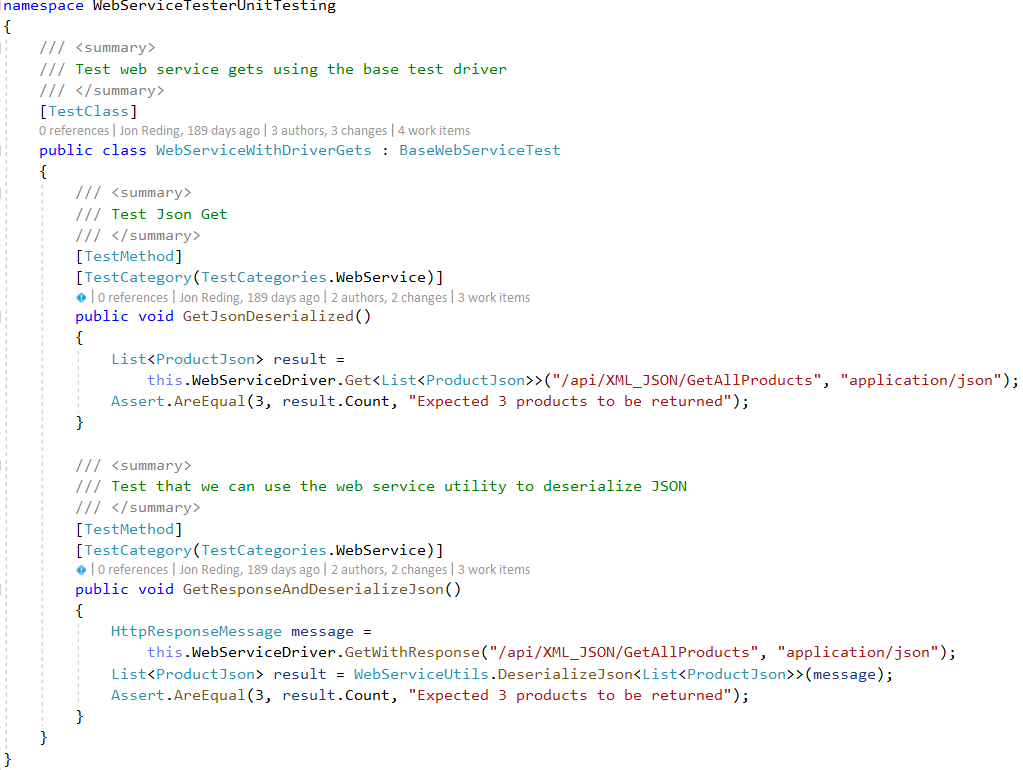 namespace WebServiceTesterUnitTesting
{
/// <summary>
/// Test web service gets using the base test driver
/// </summary>
[TestClass]
0 references | Jon Reding, 189 days ago | 3 authors, 3 changes | 4 work items
public class WebServiceWithDriverGets : BaseWebServiceTest
{
/// <summary>
/// Test Json Get
/// </summary>
[TestMethod]
[TestCategory(TestCategories.WebService)]
| 0 references | Jon Reding, 189 days ago | 2 authors, 2 changes | 3 work items
public void GetJsonDeserialized()
{
List<ProductJson> result =
this.WebServiceDriver.Get<List<ProductJson>>("/api/XML_JSON/GetAllProducts", "application/json");
Assert.AreEqual(3, result.Count, "Expected 3 products to be returned");
}
/// <summary>
/// Test that we can use the web service utility to deserialize JSON
/// </summary>
[TestMethod]
[TestCategory(TestCategories.WebService)]
| 0 references | Jon Reding, 189 days ago | 2 authors, 2 changes | 3 work items
public void GetResponseAndDeserializeJson()
{
HttpResponseMessage message =
this.WebServiceDriver.GetWithResponse("/api/XML_JSON/GetAllProducts", "application/json");
List<ProductJson> result = WebServiceUtils.DeserializeJson<List<ProductJson>>(message);
Assert.AreEqual(3, result.Count, "Expected 3 products to be returned");
}
}
}